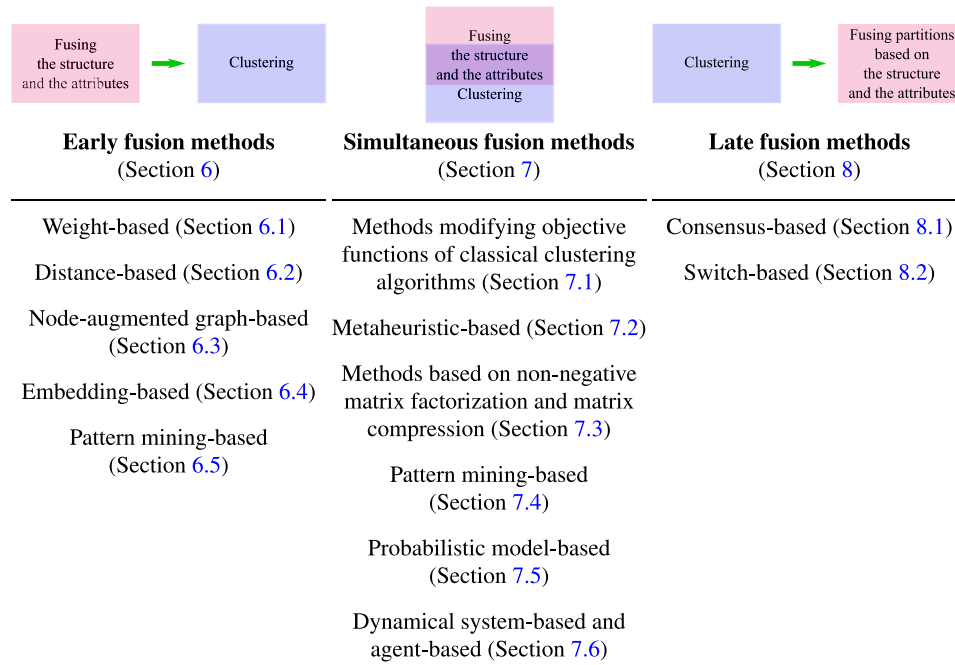 Fusing
the structure
and the attributes
Clustering
Fusing
the structure
and the attributes
Clustering
Clustering
Fusing partitions
based on
the structure
and the attributes
Early fusion methods
(Section 6)
Simultaneous fusion methods
(Section 7)
Late fusion methods
(Section 8)
Weight-based (Section 6.1)
Distance-based (Section 6.2)
Node-augmented graph-based
(Section 6.3)
Embedding-based (Section 6.4)
Pattern mining-based
(Section 6.5)
Methods modifying objective
functions of classical clustering
algorithms (Section 7.1)
Metaheuristic-based (Section 7.2)
Methods based on non-negative
matrix factorization and matrix
compression (Section 7.3)
Pattern mining-based
(Section 7.4)
Probabilistic model-based
(Section 7.5)
Dynamical system-based and
agent-based (Section 7.6)
Consensus-based (Section 8.1)
Switch-based (Section 8.2)